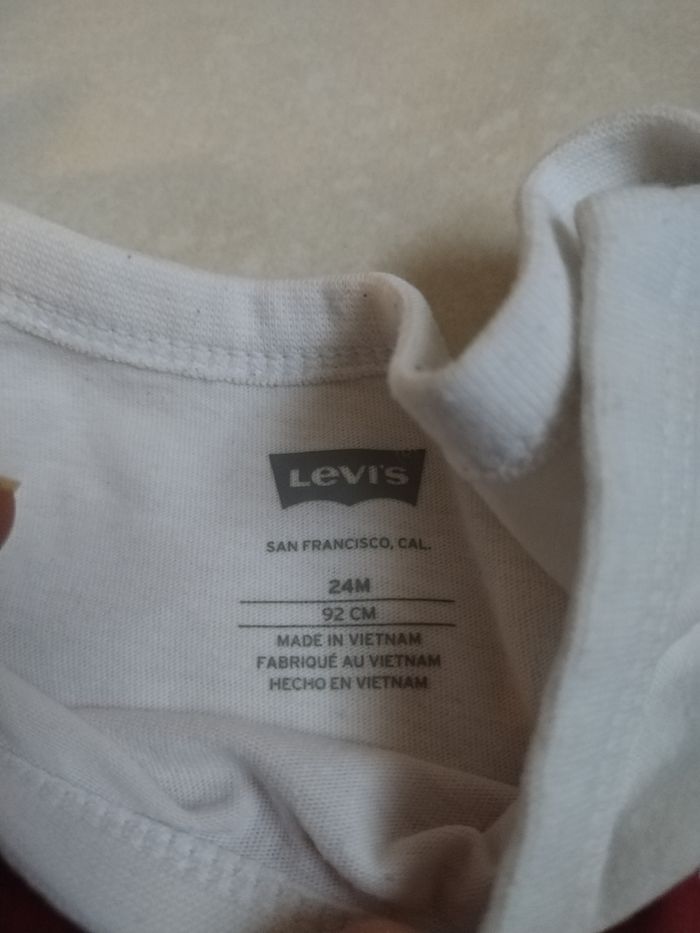 LEVI'S
SAN FRANCISCO, CAL.
24M
92 CM
MADE IN VIETNAM
FABRIQUÉ AU VIETNAM
HECHO EN VIETNAM